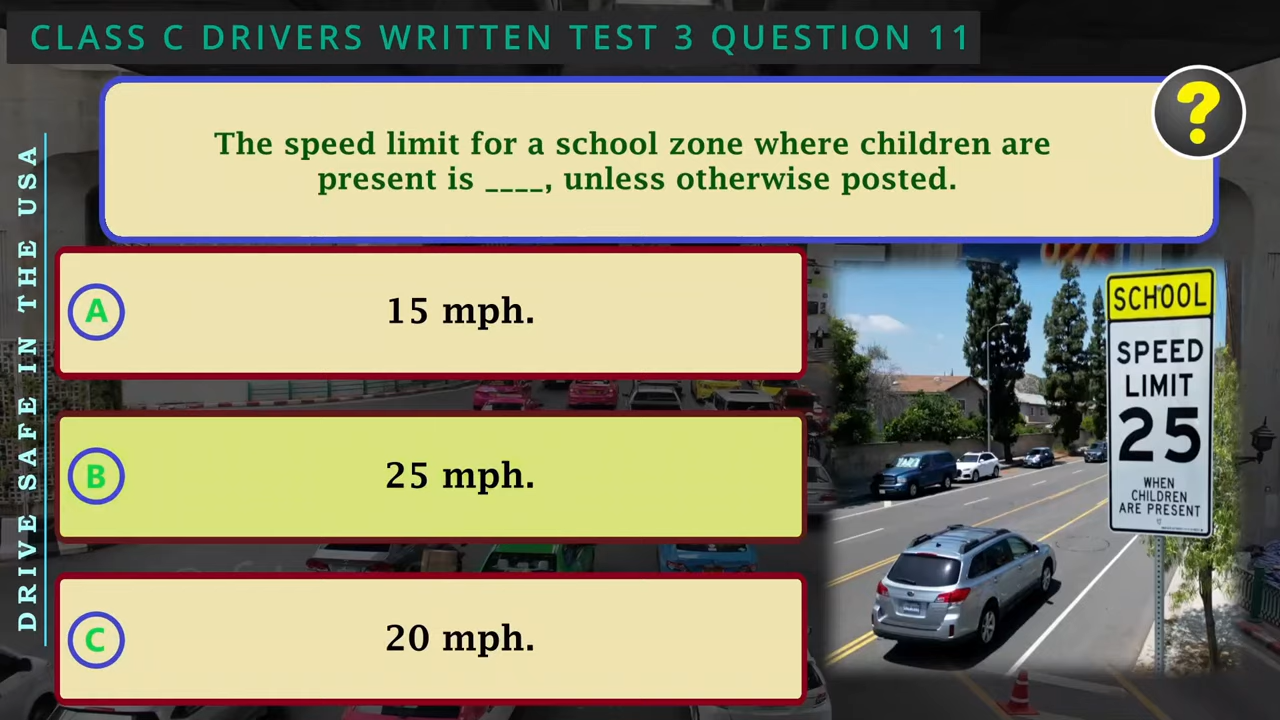 CLASS C DRIVERS WRITTEN TEST 3 QUESTION 11
?
The speed limit for a school zone where children are
present is ____, unless otherwise posted.
DRIVE SAFE IN THE USA
A
15 mph.
B
25 mph.
C
20 mph.
SCHOOL
SPEED
LIMIT
25
WHEN
CHILDREN
ARE PRESENT